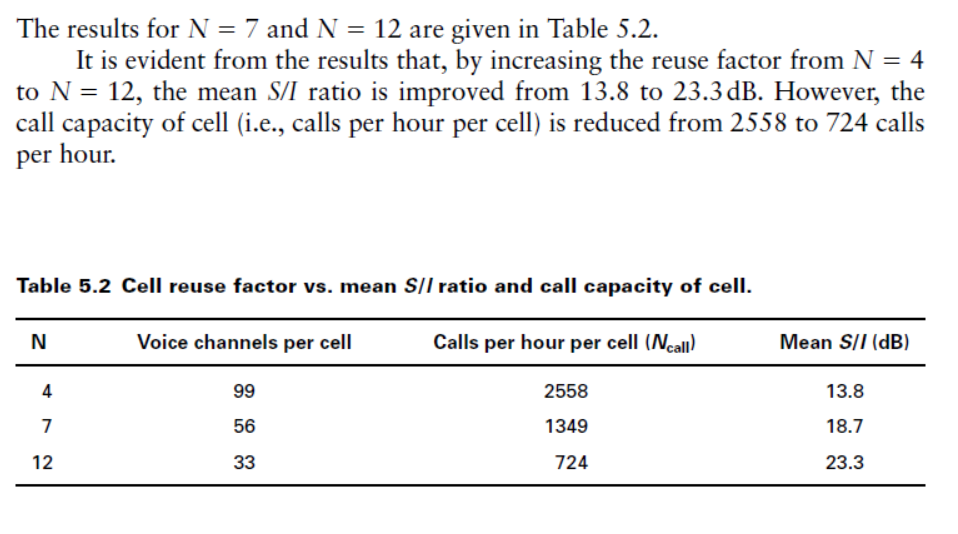 The results for N = 7 and N = 12 are given in Table 5.2.
It is evident from the results that, by increasing the reuse factor from N = 4
to N = 12, the mean S/I ratio is improved from 13.8 to 23.3 dB. However, the
call capacity of cell (i.e., calls per hour per cell) is reduced from 2558 to 724 calls
per hour.
Table 5.2 Cell reuse factor vs. mean S/I ratio and call capacity of cell.
N Voice channels per cell Calls per hour per cell (Ncall) Mean S/I (dB)
4 99 2558 13.8
7 56 1349 18.7
12 33 724 23.3